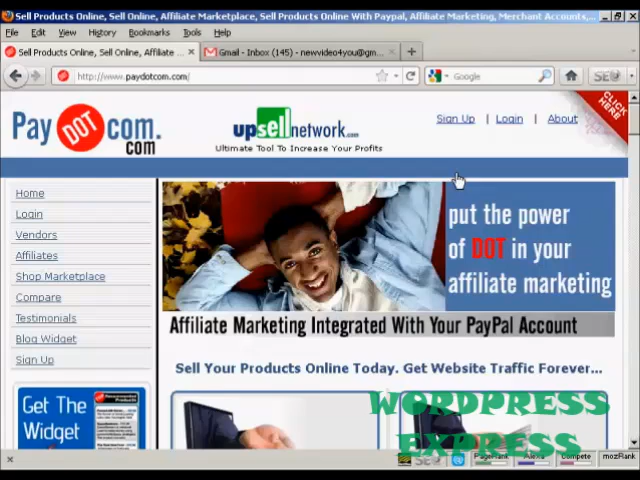 Sell Products Online, Sell Online, Affiliate Marketplace, Sell Products Online With Paypal, Affiliate Marketing, Merchant Accounts,...
File Edit View History Bookmarks Tools Help
Sell Products Online, Sell Online, Affiliate ... Gmail - Inbox (145) - newvideo4you@gm...
http://www.paydotcom.com/ Google SEO
CLICK HERE
Pay DOT com.com
upsellnetwork.com
Ultimate Tool To Increase Your Profits
Sign Up | Login | About
Home
Login
Vendors
Affiliates
Shop Marketplace
Compare
Testimonials
Blog Widget
Sign Up
put the power
of DOT in your
affiliate marketing
Affiliate Marketing Integrated With Your PayPal Account
Sell Your Products Online Today. Get Website Traffic Forever...
Get The
Widget
WORDPRESS
EXPRESS
PageRank Alexa Compete mozRank